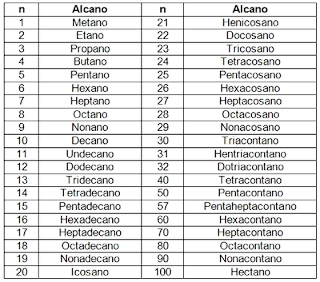 n Alcano n Alcano
1 Metano 21 Henicosano
2 Etano 22 Docosano
3 Propano 23 Tricosano
4 Butano 24 Tetracosano
5 Pentano 25 Pentacosano
6 Hexano 26 Hexacosano
7 Heptano 27 Heptacosano
8 Octano 28 Octacosano
9 Nonano 29 Nonacosano
10 Decano 30 Triacontano
11 Undecano 31 Hentriacontano
12 Dodecano 32 Dotriacontano
13 Tridecano 40 Tetracontano
14 Tetradecano 50 Pentacontano
15 Pentadecano 57 Pentaheptacontano
16 Hexadecano 60 Hexacontano
17 Heptadecano 70 Heptacontano
18 Octadecano 80 Octacontano
19 Nonadecano 90 Nonacontano
20 Icosano 100 Hectano